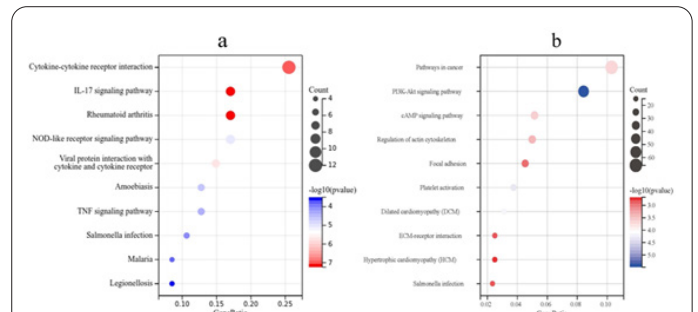 a
b
Cytokine-cytokine receptor interaction
IL-17 signaling pathway
Rheumatoid arthritis
NOD-like receptor signaling pathway
Viral protein interaction with
cytokine and cytokine receptor
Amoebiasis
TNF signaling pathway
Salmonella infection
Malaria
Legionellosis
0.10
0.15
0.20
0.25
GeneRatio
Count
4
6
8
10
12
-log10(pvalue)
4
5
6
7
Pathways in cancer
PI3K-Akt signaling pathway
cAMP signaling pathway
Regulation of actin cytoskeleton
Focal adhesion
Platelet activation
Dilated cardiomyopathy (DCM)
ECM-receptor interaction
Hypertrophic cardiomyopathy (HCM)
Salmonella infection
0.02
0.04
0.06
0.08
0.10
GeneRatio
Count
20
30
40
50
60
-log10(pvalue)
3.0
3.5
4.0
4.5
5.0